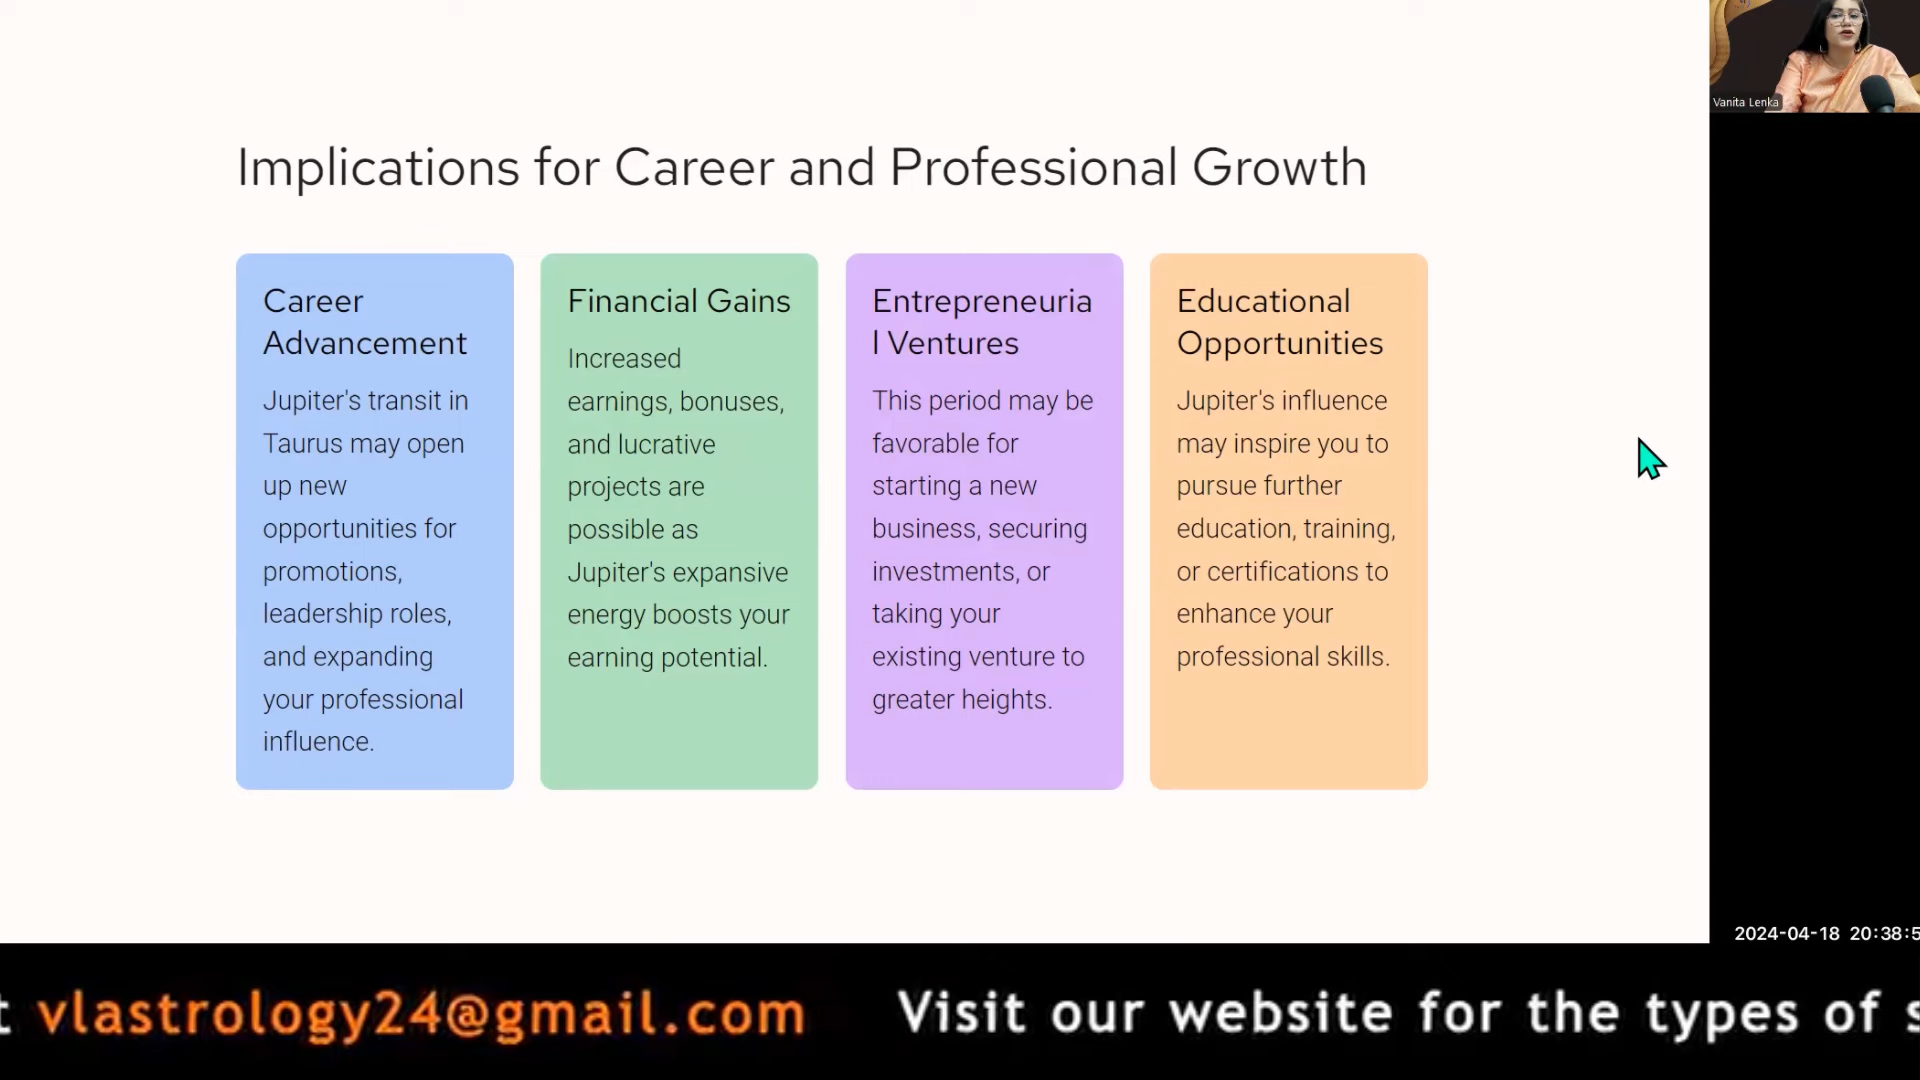 Vanita Lenka
Implications for Career and Professional Growth
Career
Advancement
Jupiter's transit in
Taurus may open
up new
opportunities for
promotions,
leadership roles,
and expanding
your professional
influence.
Financial Gains
Increased
earnings, bonuses,
and lucrative
projects are
possible as
Jupiter's expansive
energy boosts your
earning potential.
Entrepreneuria
l Ventures
This period may be
favorable for
starting a new
business, securing
investments, or
taking your
existing venture to
greater heights.
Educational
Opportunities
Jupiter's influence
may inspire you to
pursue further
education, training,
or certifications to
enhance your
professional skills.
2024-04-18 20:38:5
vlastrology24@gmail.com Visit our website for the types of